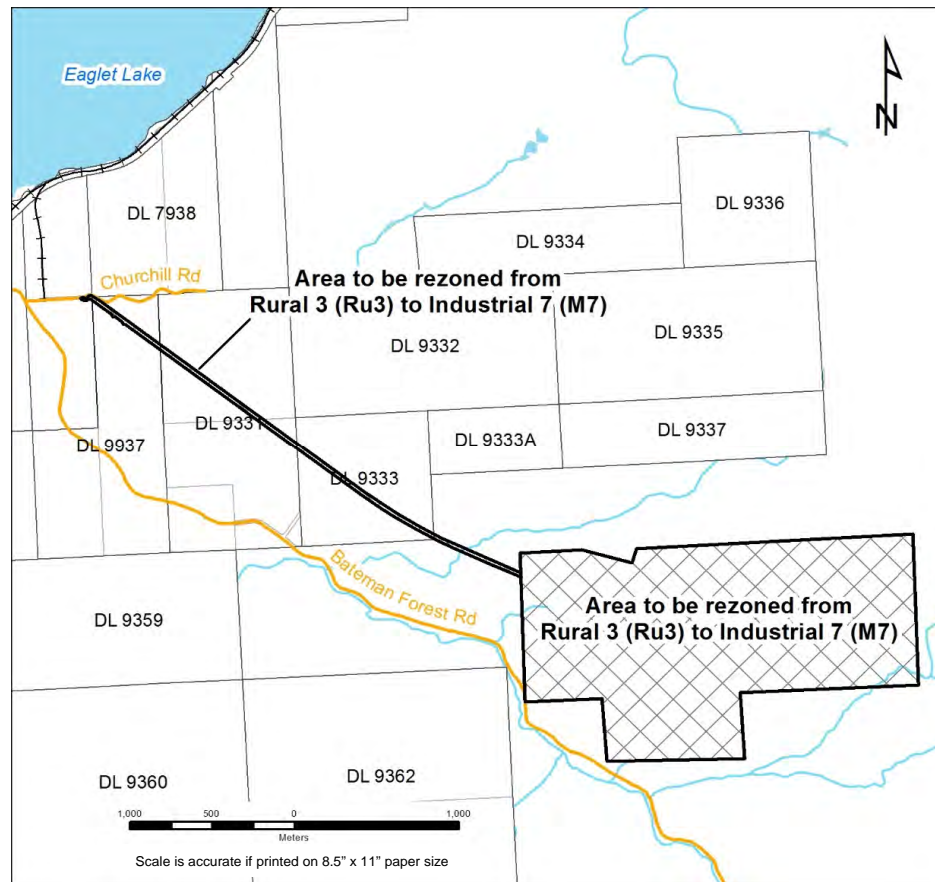 Eaglet Lake
N
DL 7938
DL 9336
DL 9334
Churchill Rd
Area to be rezoned from
Rural 3 (Ru3) to Industrial 7 (M7)
DL 9332
DL 9335
DL 9331
DL 9937
DL 9333A
DL 9337
DL 9333
Bateman Forest Rd
Area to be rezoned from
Rural 3 (Ru3) to Industrial 7 (M7)
DL 9359
DL 9360
DL 9362
1,000 500 0 1,000
Meters
Scale is accurate if printed on 8.5” x 11” paper size